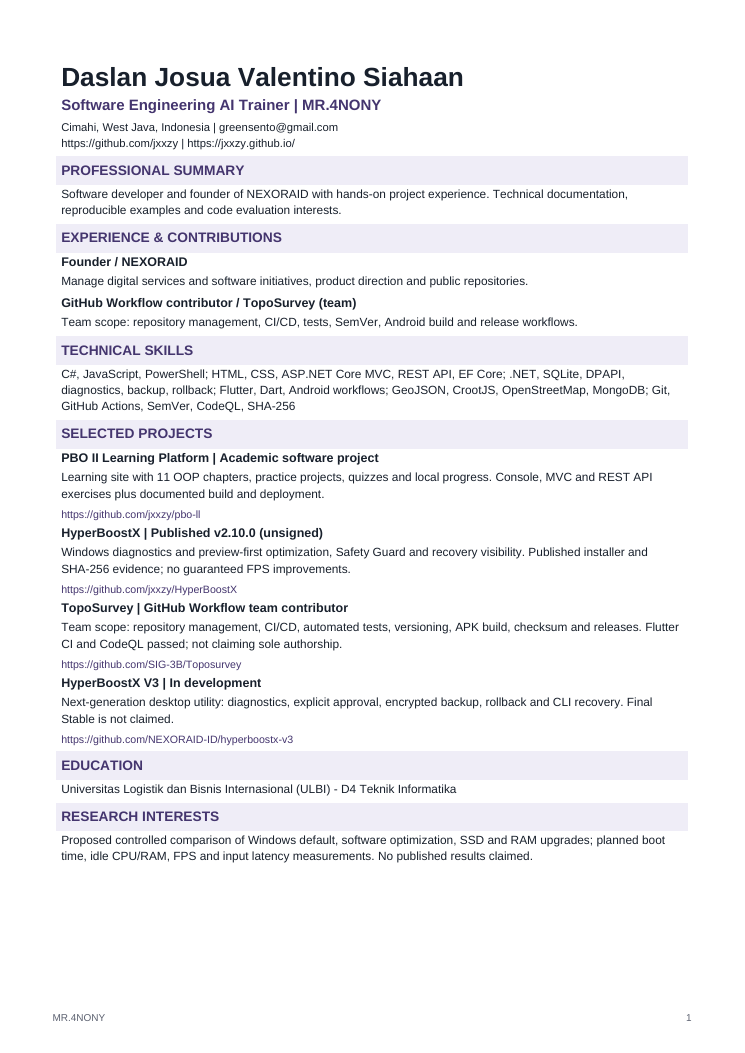 Daslan Josua Valentino Siahaan
Software Engineering AI Trainer | MR.4NONY
Cimahi, West Java, Indonesia | greensento@gmail.com
https://github.com/jxxzy | https://jxxzy.github.io/
PROFESSIONAL SUMMARY
Software developer and founder of NEXORAID with hands-on project experience. Technical documentation,
reproducible examples and code evaluation interests.
EXPERIENCE & CONTRIBUTIONS
Founder / NEXORAID
Manage digital services and software initiatives, product direction and public repositories.
GitHub Workflow contributor / TopoSurvey (team)
Team scope: repository management, CI/CD, tests, SemVer, Android build and release workflows.
TECHNICAL SKILLS
C#, JavaScript, PowerShell; HTML, CSS, ASP.NET Core MVC, REST API, EF Core; .NET, SQLite, DPAPI,
diagnostics, backup, rollback; Flutter, Dart, Android workflows; GeoJSON, CrootJS, OpenStreetMap, MongoDB; Git,
GitHub Actions, SemVer, CodeQL, SHA-256
SELECTED PROJECTS
PBO II Learning Platform | Academic software project
Learning site with 11 OOP chapters, practice projects, quizzes and local progress. Console, MVC and REST API
exercises plus documented build and deployment.
https://github.com/jxxzy/pbo-ll
HyperBoostX | Published v2.10.0 (unsigned)
Windows diagnostics and preview-first optimization, Safety Guard and recovery visibility. Published installer and
SHA-256 evidence; no guaranteed FPS improvements.
https://github.com/jxxzy/HyperBoostX
TopoSurvey | GitHub Workflow team contributor
Team scope: repository management, CI/CD, automated tests, versioning, APK build, checksum and releases. Flutter
CI and CodeQL passed; not claiming sole authorship.
https://github.com/SIG-3B/Toposurvey
HyperBoostX V3 | In development
Next-generation desktop utility: diagnostics, explicit approval, encrypted backup, rollback and CLI recovery. Final
Stable is not claimed.
https://github.com/NEXORAID-ID/hyperboostx-v3
EDUCATION
Universitas Logistik dan Bisnis Internasional (ULBI) - D4 Teknik Informatika
RESEARCH INTERESTS
Proposed controlled comparison of Windows default, software optimization, SSD and RAM upgrades; planned boot
time, idle CPU/RAM, FPS and input latency measurements. No published results claimed.
MR.4NONY 1